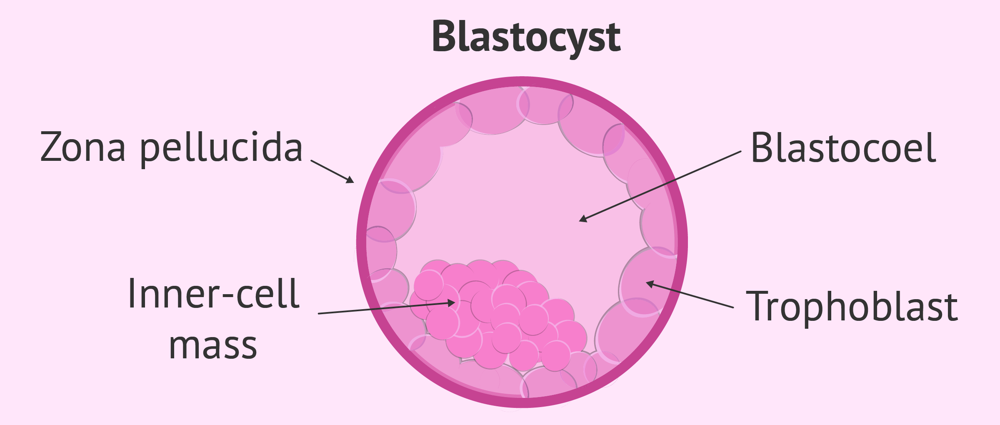 Blastocyst
Zona pellucida
Blastocoel
Inner-cell
mass
Trophoblast